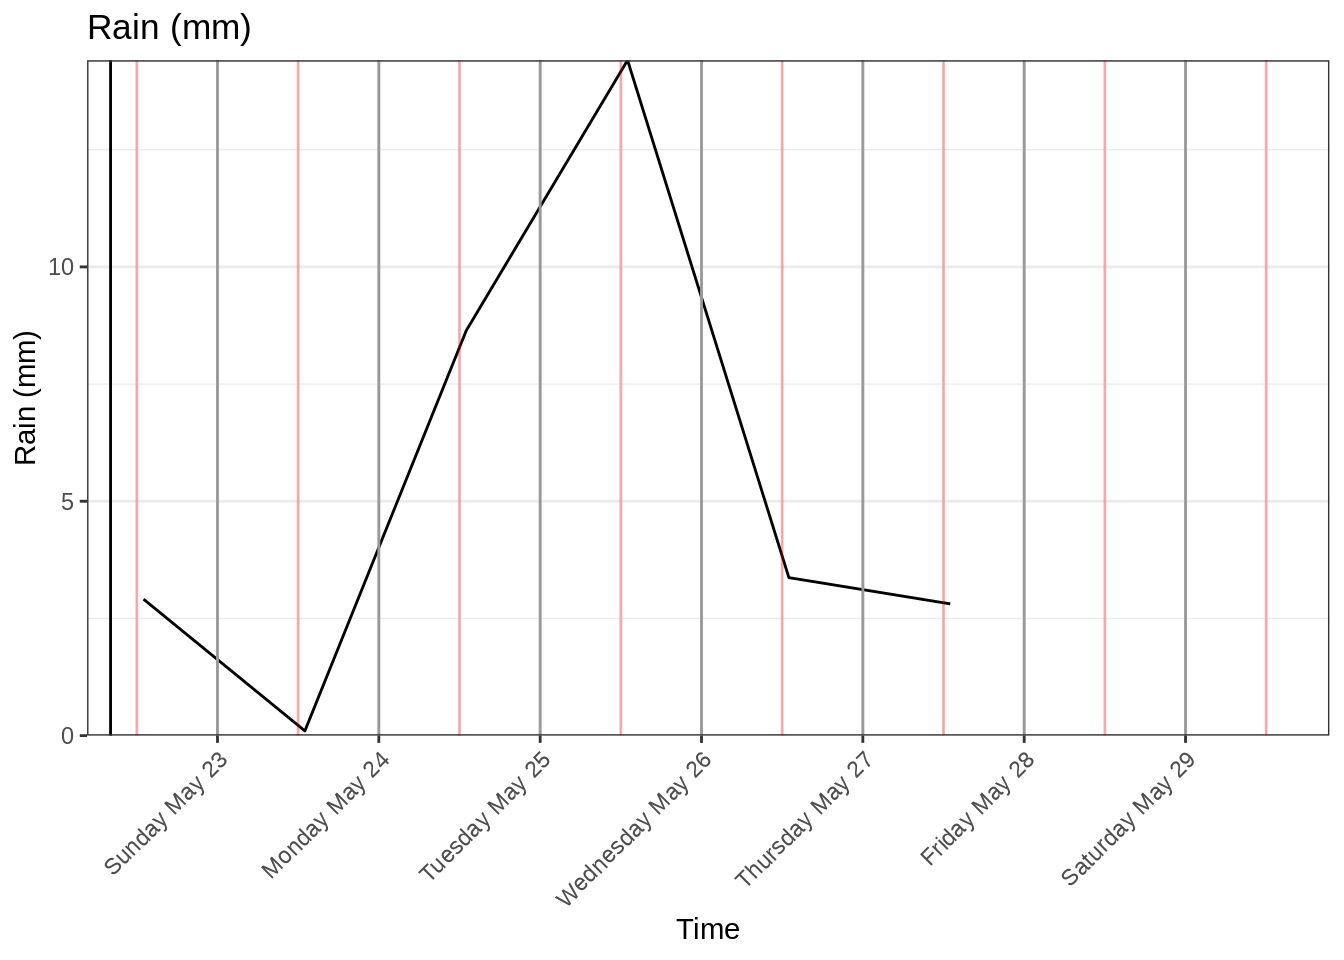 Rain (mm)
Rain (mm)
10
5
0
Sunday May 23
Monday May 24
Tuesday May 25
Wednesday May 26
Thursday May 27
Friday May 28
Saturday May 29
Time